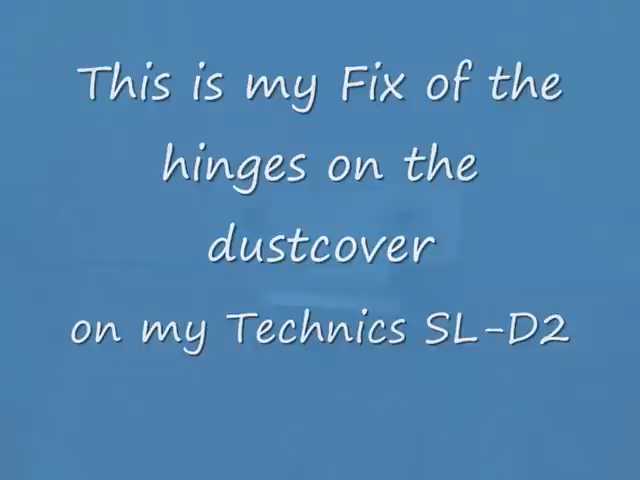 This is my Fix of the
hinges on the
dustcover
on my Technics SL-D2